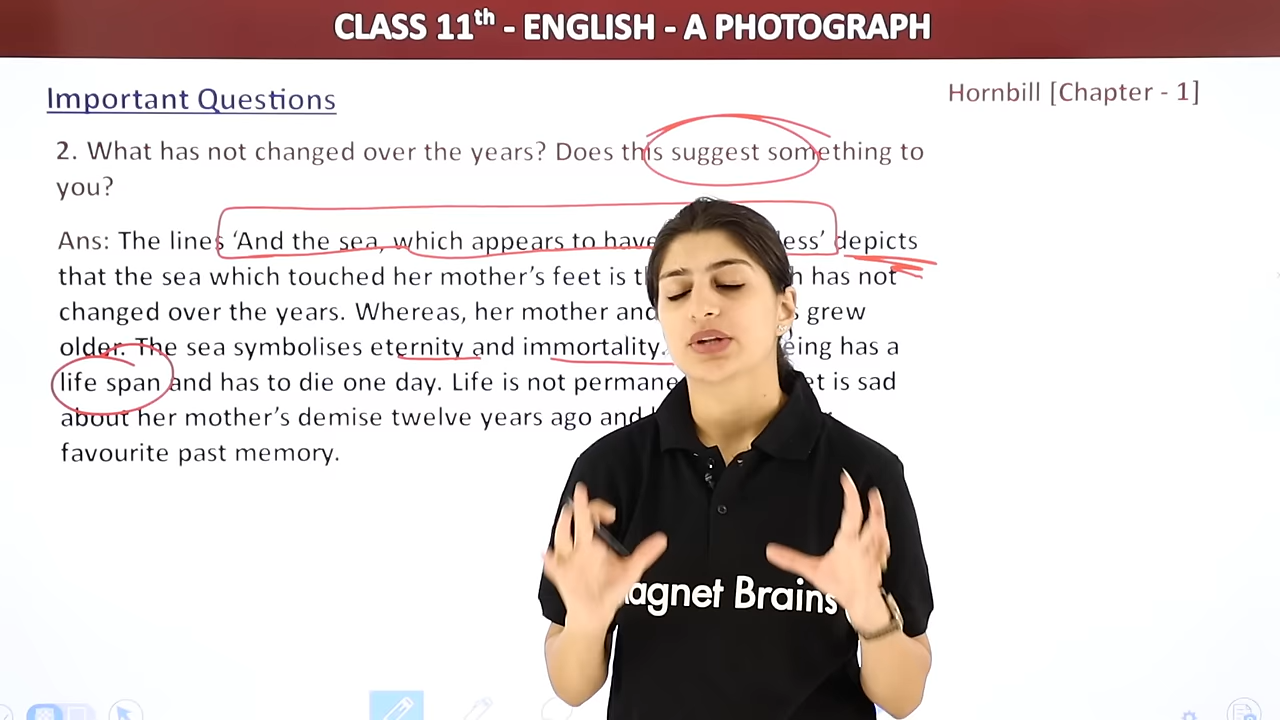 CLASS 11th - ENGLISH - A PHOTOGRAPH
Important Questions
Hornbill [Chapter - 1]
2. What has not changed over the years? Does this suggest something to
you?
Ans: The lines ‘And the sea, which appears to have less’ depicts
that the sea which touched her mother’s feet is has not
changed over the years. Whereas, her mother and grew
older. The sea symbolises eternity and immortality. being has a
life span and has to die one day. Life is not is sad
about her mother’s demise twelve years ago and
favourite past memory.
Magnet Brains